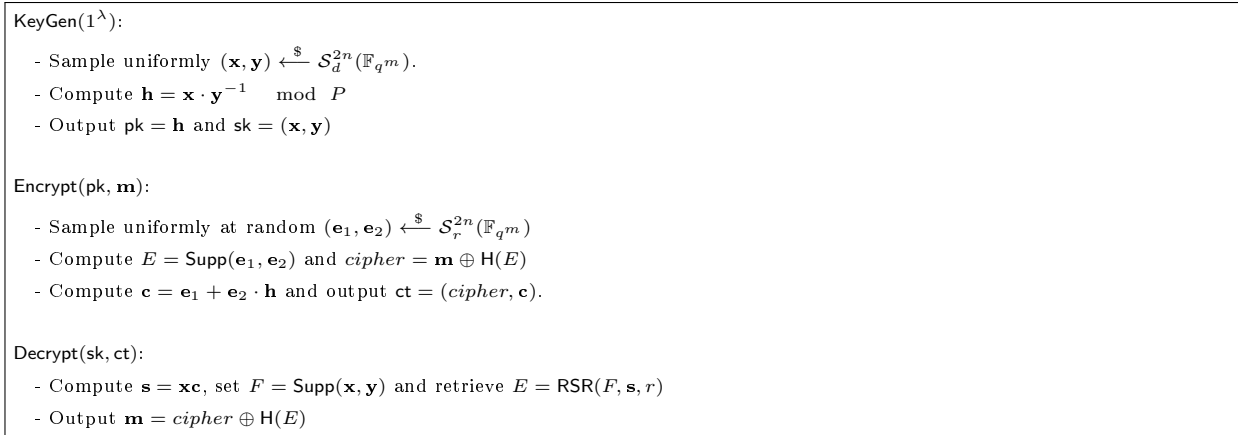 KeyGen(1^λ):
- Sample uniformly (x, y) ←$ S_d^{2n}(F_{q^m}).
- Compute h = x · y^{-1} mod P
- Output pk = h and sk = (x, y)
Encrypt(pk, m):
- Sample uniformly at random (e_1, e_2) ←$ S_r^{2n}(F_{q^m})
- Compute E = Supp(e_1, e_2) and cipher = m ⊕ H(E)
- Compute c = e_1 + e_2 · h and output ct = (cipher, c).
Decrypt(sk, ct):
- Compute s = xc, set F = Supp(x, y) and retrieve E = RSR(F, s, r)
- Output m = cipher ⊕ H(E)